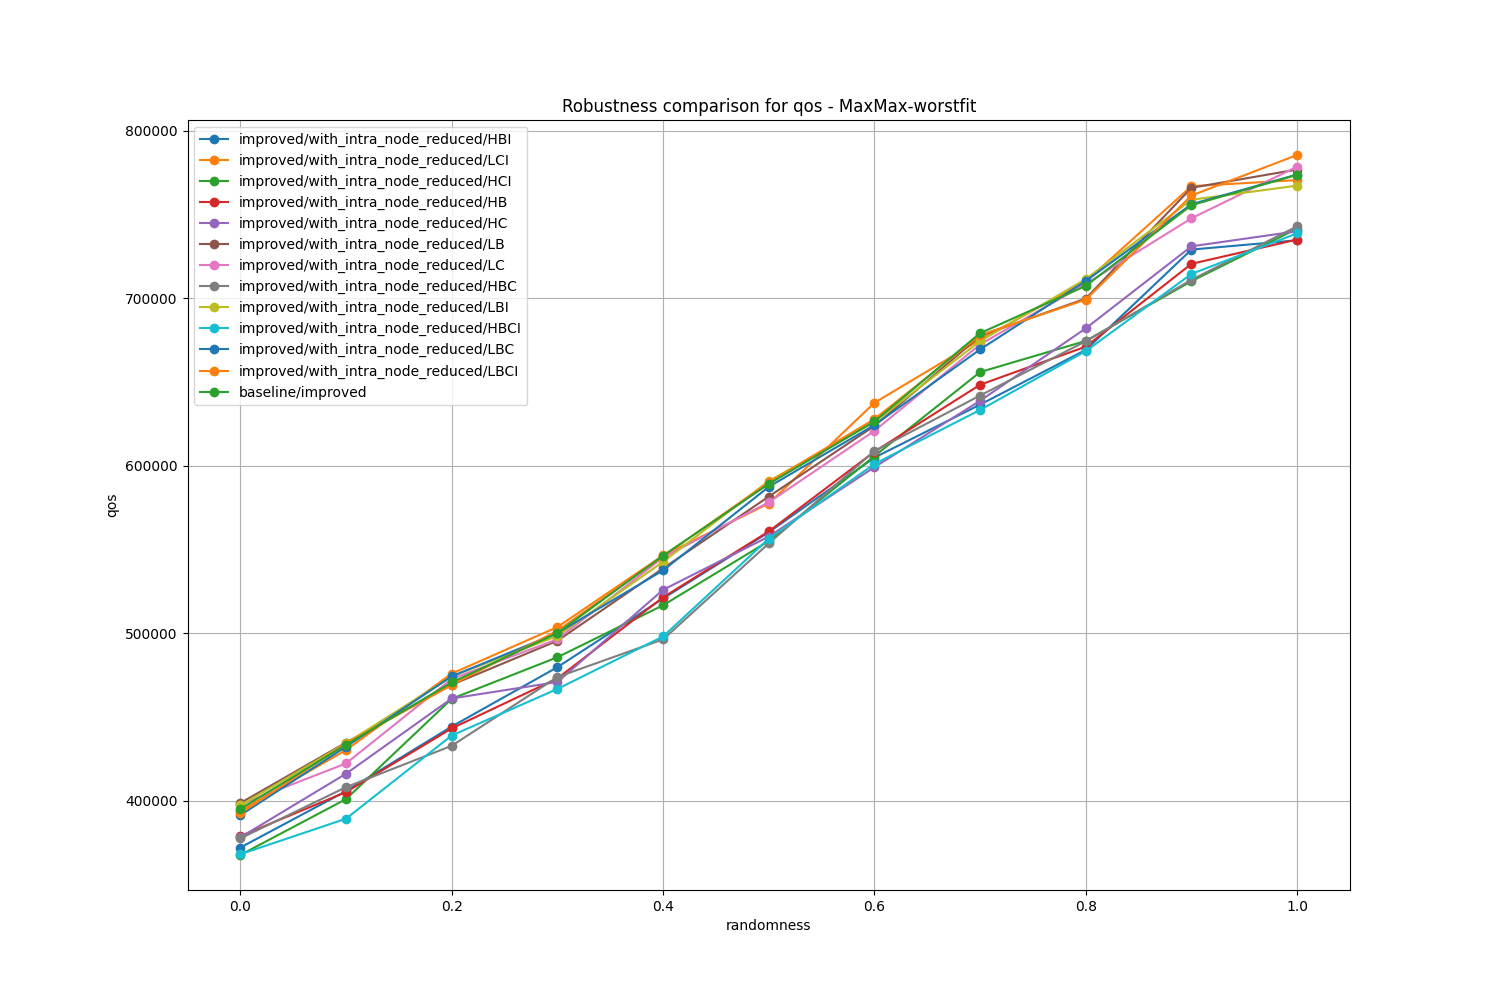 Robustness comparison for qos - MaxMax-worstfit
800000
700000
600000
500000
400000
qos
improved/with_intra_node_reduced/HBI
improved/with_intra_node_reduced/LCI
improved/with_intra_node_reduced/HCI
improved/with_intra_node_reduced/HB
improved/with_intra_node_reduced/HC
improved/with_intra_node_reduced/LB
improved/with_intra_node_reduced/LC
improved/with_intra_node_reduced/HBC
improved/with_intra_node_reduced/LBI
improved/with_intra_node_reduced/HBCI
improved/with_intra_node_reduced/LBC
improved/with_intra_node_reduced/LBCI
baseline/improved
0.0 0.2 0.4 0.6 0.8 1.0
randomness